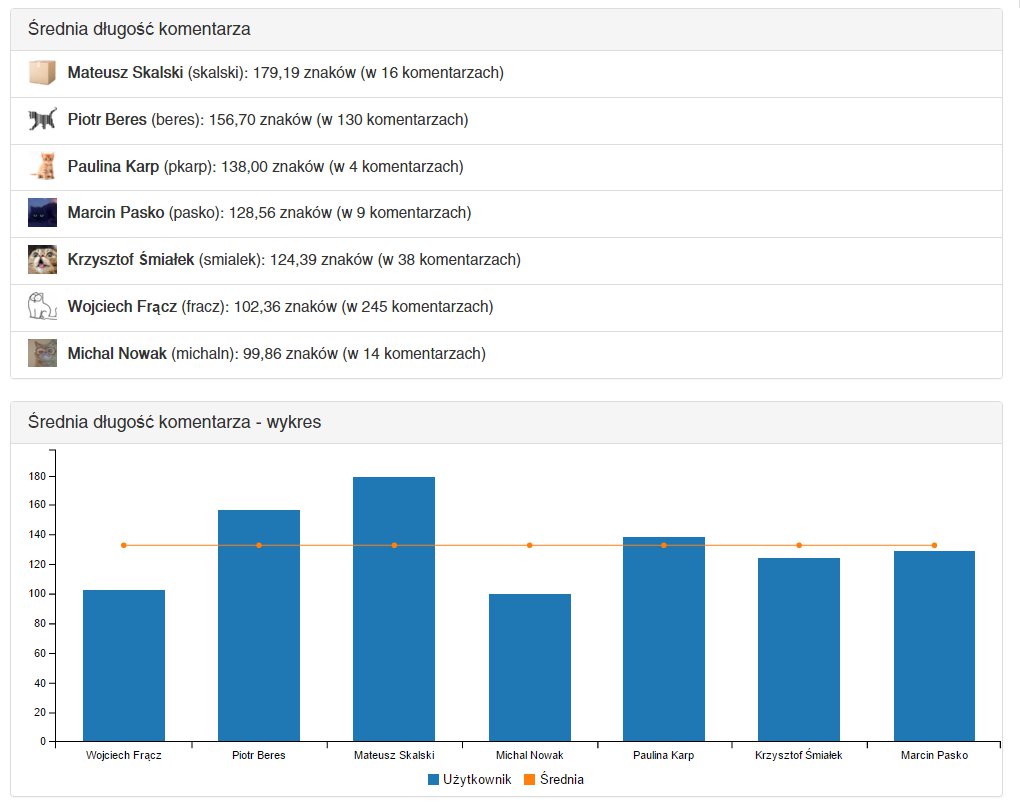 Średnia długość komentarza
Mateusz Skalski (skalski): 179,19 znaków (w 16 komentarzach)
Piotr Beres (beres): 156,70 znaków (w 130 komentarzach)
Paulina Karp (pkarp): 138,00 znaków (w 4 komentarzach)
Marcin Pasko (pasko): 128,56 znaków (w 9 komentarzach)
Krzysztof Śmiałek (smialek): 124,39 znaków (w 38 komentarzach)
Wojciech Frącz (fracz): 102,36 znaków (w 245 komentarzach)
Michal Nowak (michaln): 99,86 znaków (w 14 komentarzach)
Średnia długość komentarza - wykres
180
160
140
120
100
80
60
40
20
0
Wojciech Frącz Piotr Beres Mateusz Skalski Michal Nowak Paulina Karp Krzysztof Śmiałek Marcin Pasko
Użytkownik Średnia